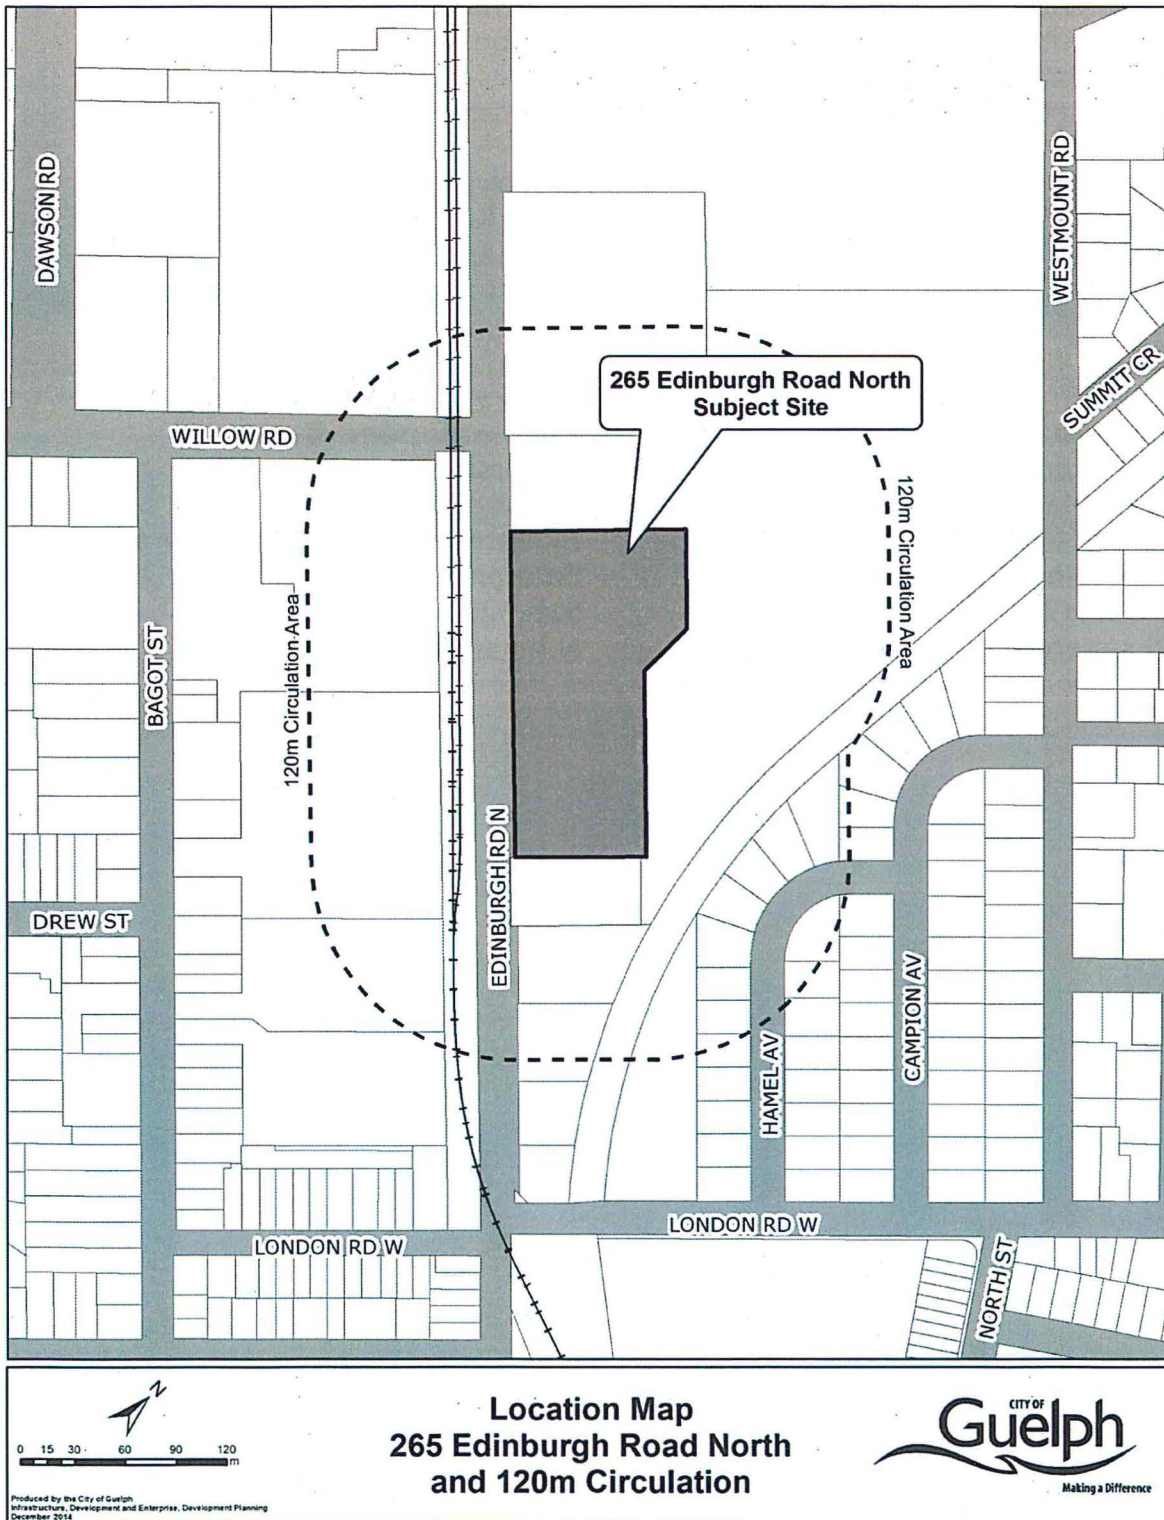 DAWSON RD
WESTMOUNT RD
265 Edinburgh Road North
Subject Site
SUMMIT CR
WILLOW RD
120m Circulation Area
120m Circulation Area
BAGOT ST
EDINBURGH RD N
DREW ST
HAMEL AV
CAMPION AV
LONDON RD W
LONDON RD W
NORTH ST
N
0 15 30 60 90 120
m
Produced by the City of Guelph
Infrastructure, Development and Enterprise, Development Planning
December 2014
Location Map
265 Edinburgh Road North
and 120m Circulation
CITY OF
Guelph
Making a Difference